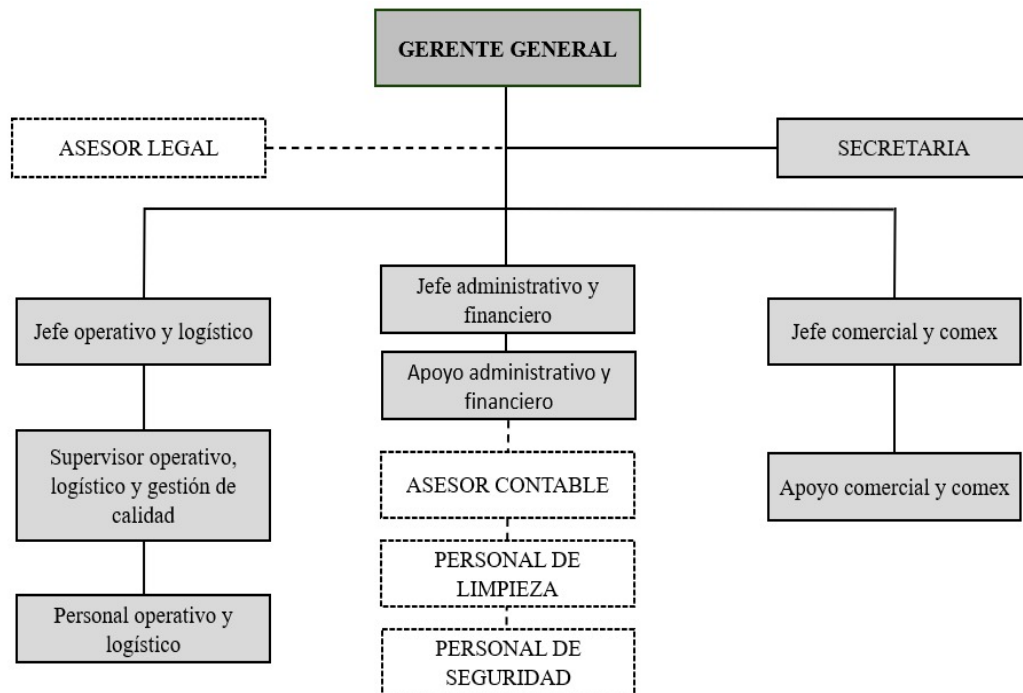 GERENTE GENERAL
ASESOR LEGAL
SECRETARIA
Jefe operativo y logístico
Jefe administrativo y
financiero
Jefe comercial y comex
Apoyo administrativo y
financiero
Supervisor operativo,
logístico y gestión de
calidad
ASESOR CONTABLE
Apoyo comercial y comex
PERSONAL DE
LIMPIEZA
Personal operativo y
logístico
PERSONAL DE
SEGURIDAD